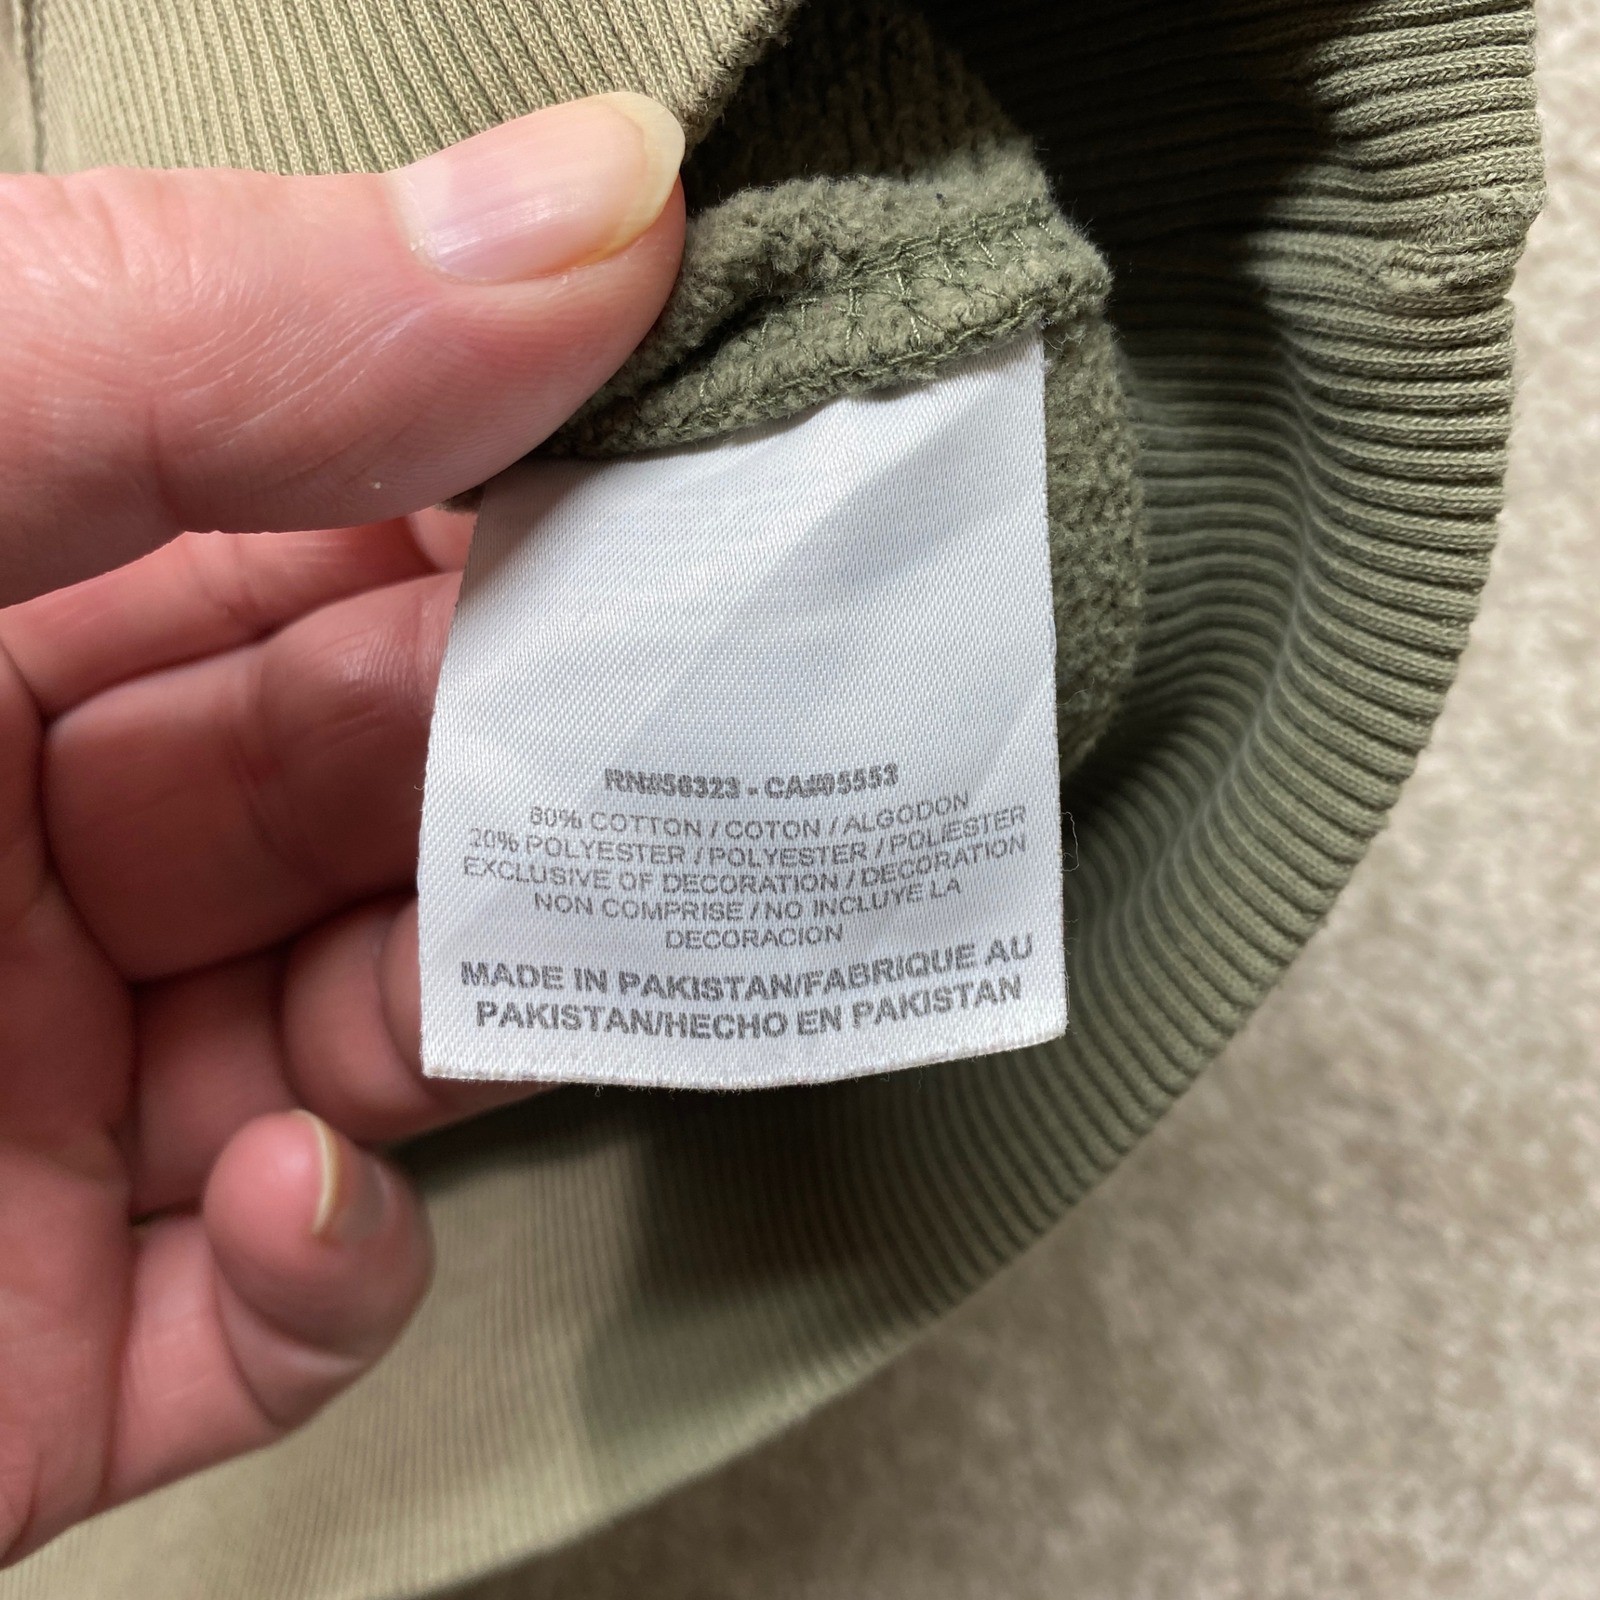 RN#56323 - CA#05553
80% COTTON / COTON / ALGODON
20% POLYESTER / POLYESTER / POLIESTER
EXCLUSIVE OF DECORATION / DECORATION
NON COMPRISE / NO INCLUYE LA
DECORACION
MADE IN PAKISTAN/FABRIQUE AU
PAKISTAN/HECHO EN PAKISTAN